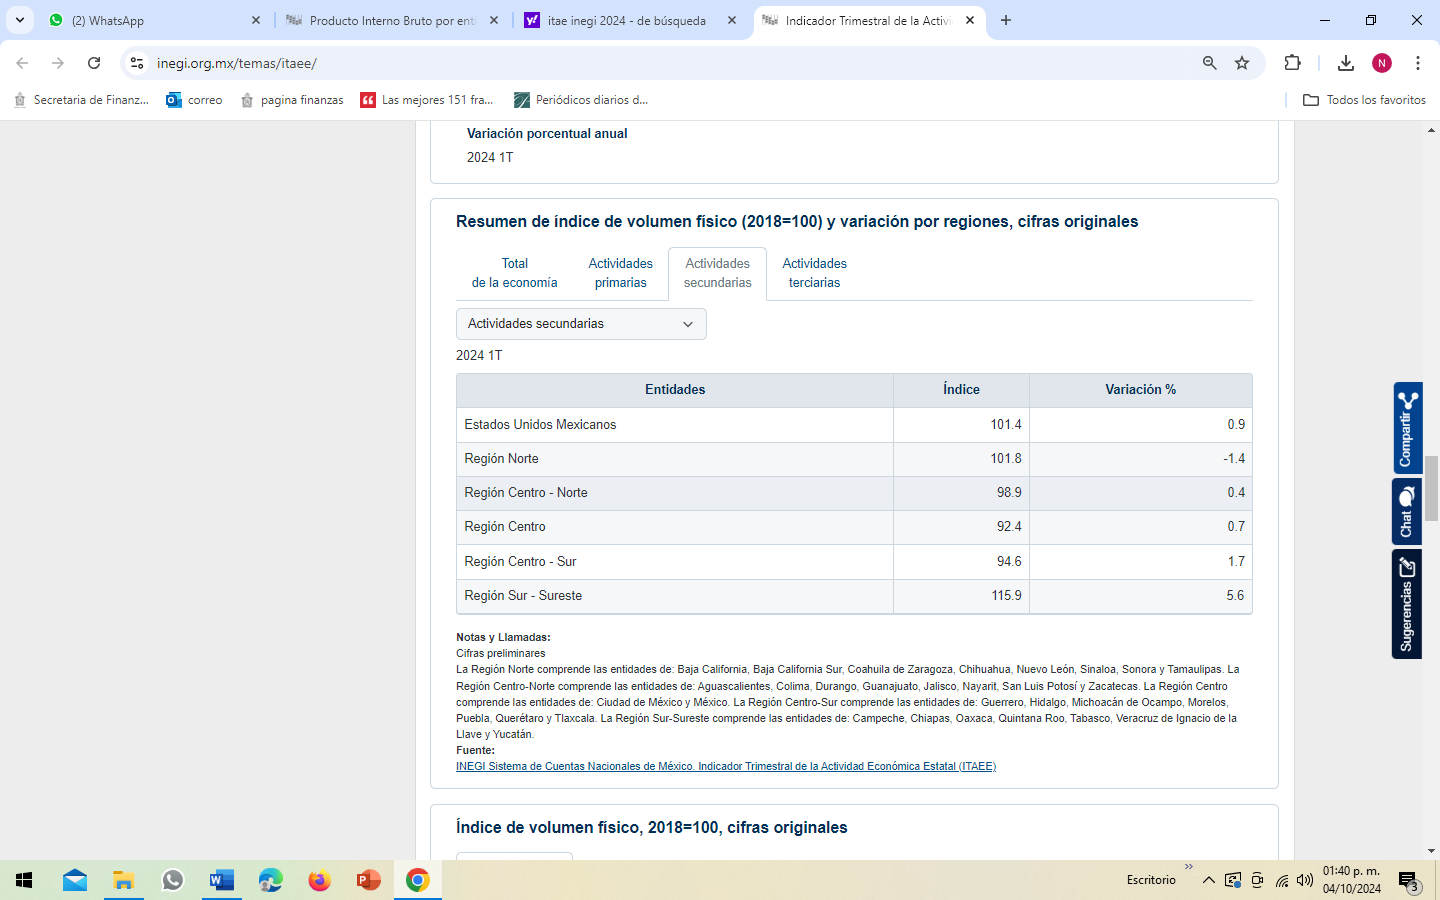 (2) WhatsApp
Producto Interno Bruto por ent
itae inegi 2024 - de búsqueda
Indicador Trimestral de la Activi
inegi.org.mx/temas/itaee/
N
Secretaria de Finanz...
correo
pagina finanzas
Las mejores 151 fra...
Periódicos diarios d...
Todos los favoritos
Variación porcentual anual
2024 1T
Resumen de índice de volumen físico (2018=100) y variación por regiones, cifras originales
Total
de la economía
Actividades
primarias
Actividades
secundarias
Actividades
terciarias
Actividades secundarias
2024 1T
Entidades Índice Variación %
Estados Unidos Mexicanos 101.4 0.9
Región Norte 101.8 -1.4
Región Centro - Norte 98.9 0.4
Región Centro 92.4 0.7
Región Centro - Sur 94.6 1.7
Región Sur - Sureste 115.9 5.6
Notas y Llamadas:
Cifras preliminares
La Región Norte comprende las entidades de: Baja California, Baja California Sur, Coahuila de Zaragoza, Chihuahua, Nuevo León, Sinaloa, Sonora y Tamaulipas. La
Región Centro-Norte comprende las entidades de: Aguascalientes, Colima, Durango, Guanajuato, Jalisco, Nayarit, San Luis Potosí y Zacatecas. La Región Centro
comprende las entidades de: Ciudad de México y México. La Región Centro-Sur comprende las entidades de: Guerrero, Hidalgo, Michoacán de Ocampo, Morelos,
Puebla, Querétaro y Tlaxcala. La Región Sur-Sureste comprende las entidades de: Campeche, Chiapas, Oaxaca, Quintana Roo, Tabasco, Veracruz de Ignacio de la
Llave y Yucatán.
Fuente:
INEGI Sistema de Cuentas Nacionales de México. Indicador Trimestral de la Actividad Económica Estatal (ITAEE)
Índice de volumen físico, 2018=100, cifras originales
Compartir
Chat
Sugerencias
Escritorio
01:40 p. m.
04/10/2024
3